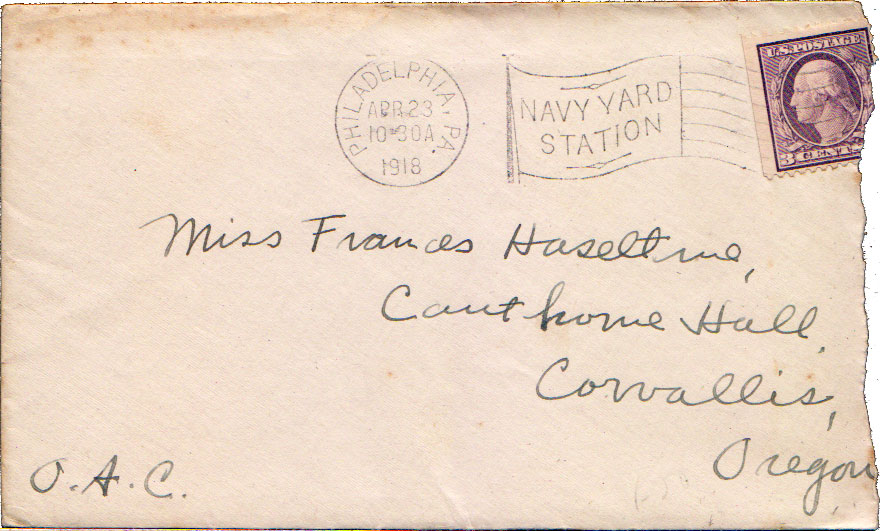 PHILADELPHIA, PA.
APR 23
10-30A
1918
NAVY YARD
STATION
U.S. POSTAGE
3 CENTS
Miss Frances Haseltine,
Cauthorne Hall,
Corvallis,
Oregon
O.A.C.